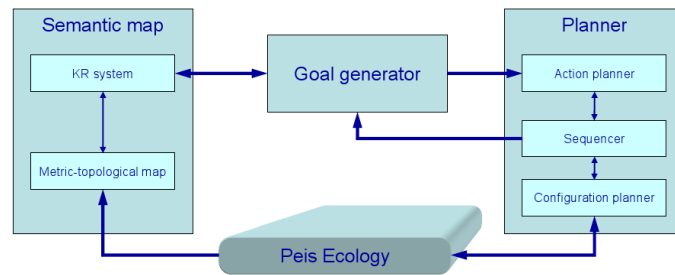 Semantic map
KR system
Metric-topological map
Goal generator
Planner
Action planner
Sequencer
Configuration planner
Peis Ecology